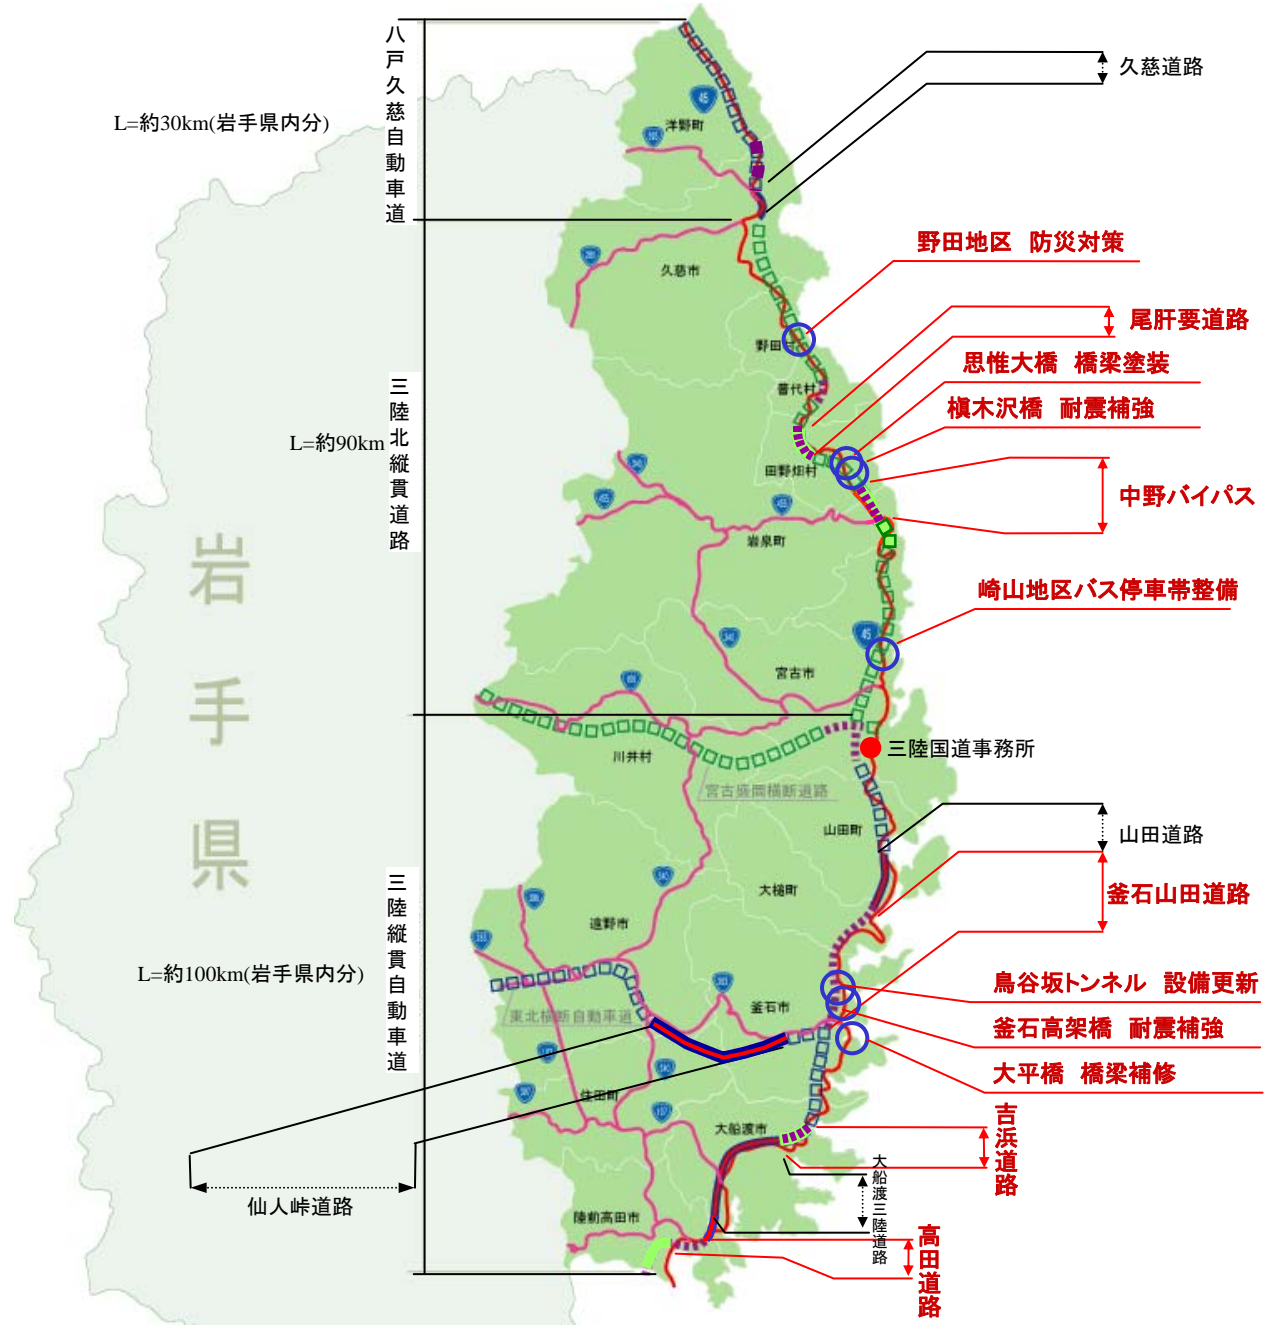 八戸久慈自動車道
L=約30km(岩手県内分)
45
洋野町
久慈道路
久慈市
野田地区 防災対策
野田
尾肝要道路
普代村
思惟大橋 橋梁塗装
槇木沢橋 耐震補強
三陸北縦貫道路
L=約90km
田野畑村
中野バイパス
岩泉町
岩手県
崎山地区バス停車帯整備
45
宮古市
三陸国道事務所
川井村
宮古盛岡横断道路
山田町
山田道路
大槌町
釜石山田道路
三陸縦貫自動車道
遠野市
L=約100km(岩手県内分)
鳥谷坂トンネル 設備更新
釜石市
東北横断自動車道
釜石高架橋 耐震補強
大平橋 橋梁補修
住田町
107
大船渡市
吉浜道路
大船渡三陸道路
仙人峠道路
陸前高田市
高田道路